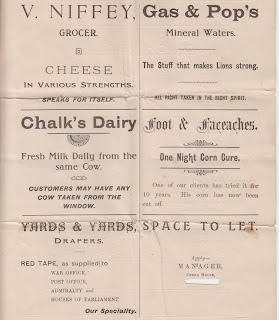 V. NIFFEY,
GROCER.
CHEESE
IN VARIOUS STRENGTHS.
SPEAKS FOR ITSELF.
Gas & Pop's
Mineral Waters.
The Stuff that makes Lions strong.
ALL RIGHT TAKEN IN THE RIGHT SPIRIT.
Chalk's Dairy
Fresh Milk Daily from the
same Cow.
CUSTOMERS MAY HAVE ANY
COW TAKEN FROM THE
WINDOW.
Foot & Faceaches.
One Night Corn Cure.
One of our clients has tried it for
10 years. His corn has now been
cut off.
YARDS & YARDS,
DRAPERS.
RED TAPE, as supplied to
WAR OFFICE,
POST OFFICE,
ADMIRALTY and
HOUSES OF PARLIAMENT.
Our Speciality.
SPACE TO LET.
Apply—
MANAGER,
OPERA HOUSE,